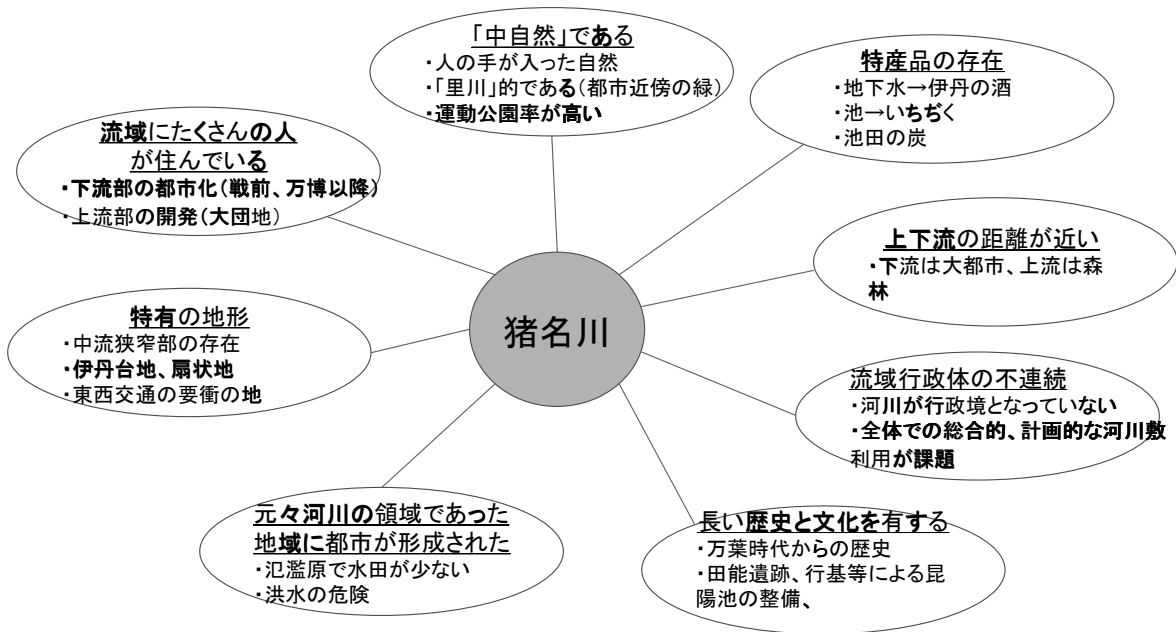 「中自然」である
・人の手が入った自然
・「里川」的である(都市近傍の緑)
・運動公園率が高い
特産品の存在
・地下水→伊丹の酒
・池→いちぢく
・池田の炭
流域にたくさんの人
が住んでいる
・下流部の都市化(戦前、万博以降)
・上流部の開発(大団地)
上下流の距離が近い
・下流は大都市、上流は森
林
猪名川
特有の地形
・中流狭窄部の存在
・伊丹台地、扇状地
・東西交通の要衝の地
流域行政体の不連続
・河川が行政境となっていない
・全体での総合的、計画的な河川敷
利用が課題
元々河川の領域であった
地域に都市が形成された
・氾濫原で水田が少ない
・洪水の危険
長い歴史と文化を有する
・万葉時代からの歴史
・田能遺跡、行基等による昆
陽池の整備、